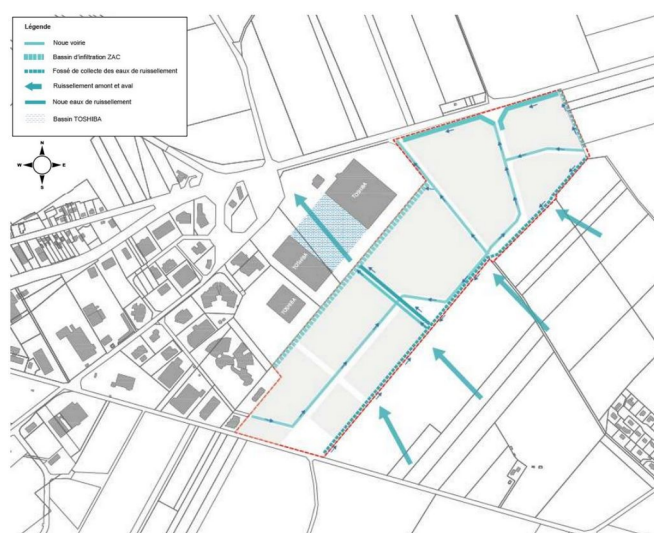 Légende
Noue voirie
Bassin d'infiltration ZAC
Fossé de collecte des eaux de ruissellement
Ruissellement amont et aval
Noue eaux de ruissellement
Bassin TOSHIBA
N
W
E
S
TOSHIBA
TOSHIBA
TOSHIBA